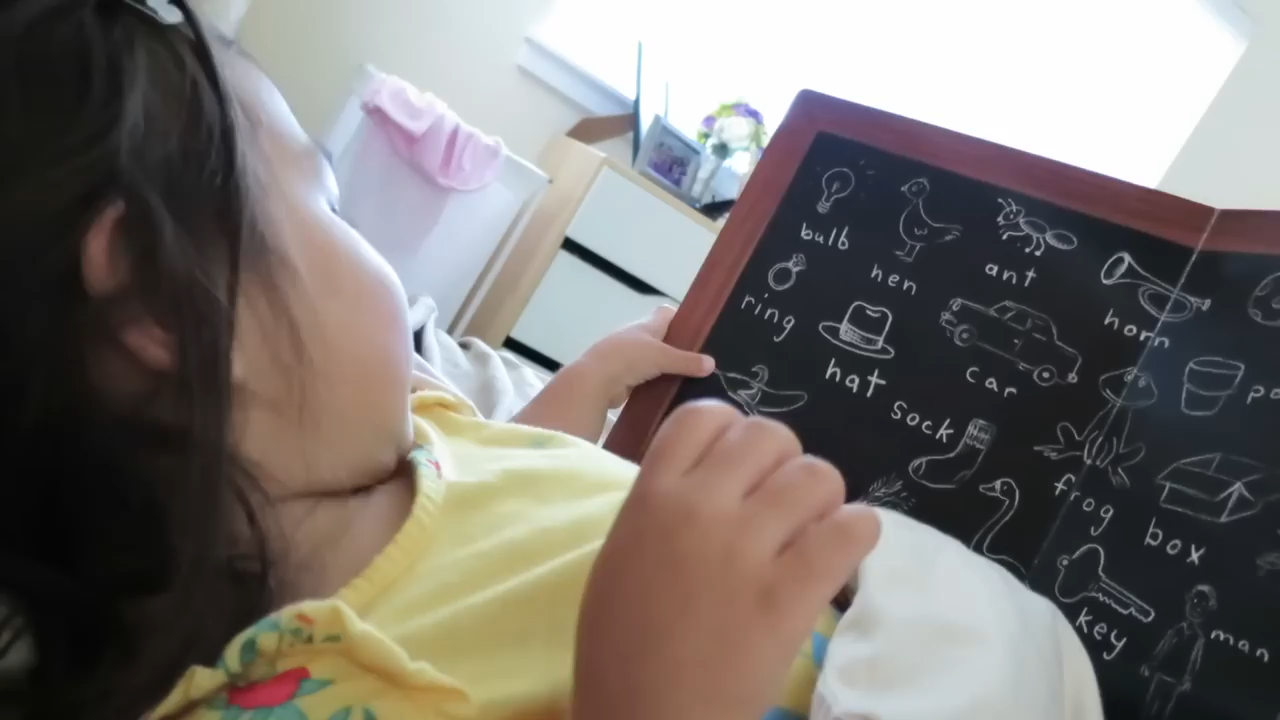 bulb
hen
ant
horn
ring
hat
car
sock
frog
box
key
man